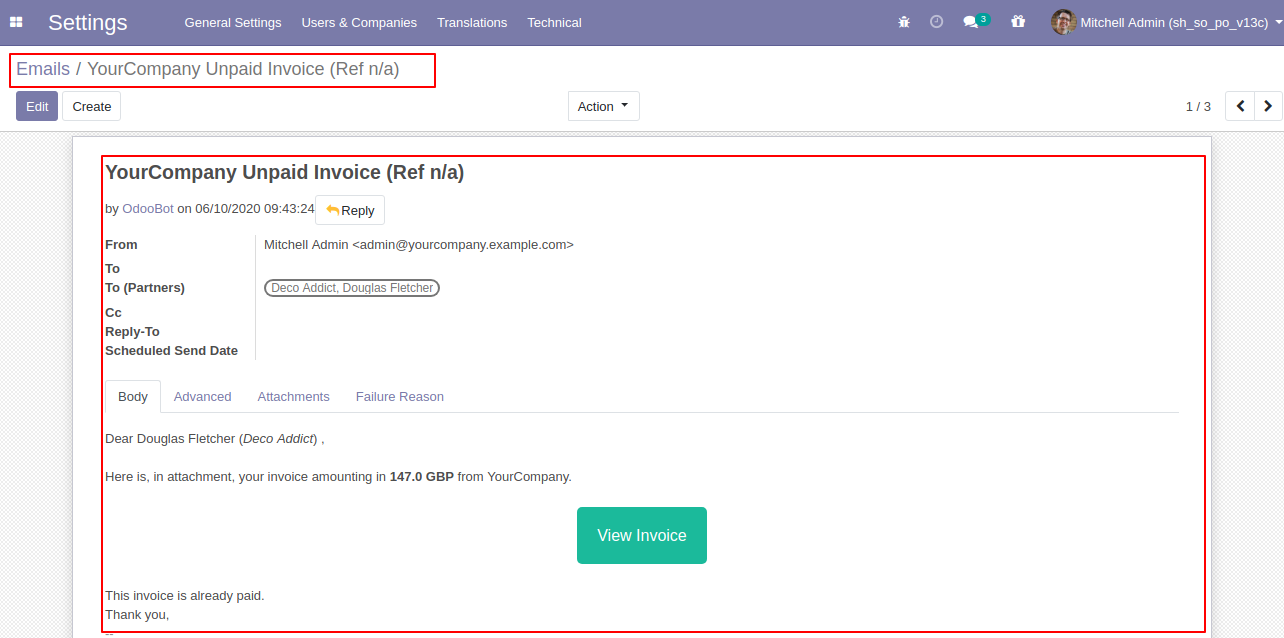 Settings General Settings Users & Companies Translations Technical 3 Mitchell Admin (sh_so_po_v13c)
Emails / YourCompany Unpaid Invoice (Ref n/a)
Edit Create Action 1 / 3
YourCompany Unpaid Invoice (Ref n/a)
by OdooBot on 06/10/2020 09:43:24 Reply
From Mitchell Admin <admin@yourcompany.example.com>
To
To (Partners) Deco Addict, Douglas Fletcher
Cc
Reply-To
Scheduled Send Date
Body Advanced Attachments Failure Reason
Dear Douglas Fletcher (Deco Addict) ,
Here is, in attachment, your invoice amounting in 147.0 GBP from YourCompany.
View Invoice
This invoice is already paid.
Thank you,
--